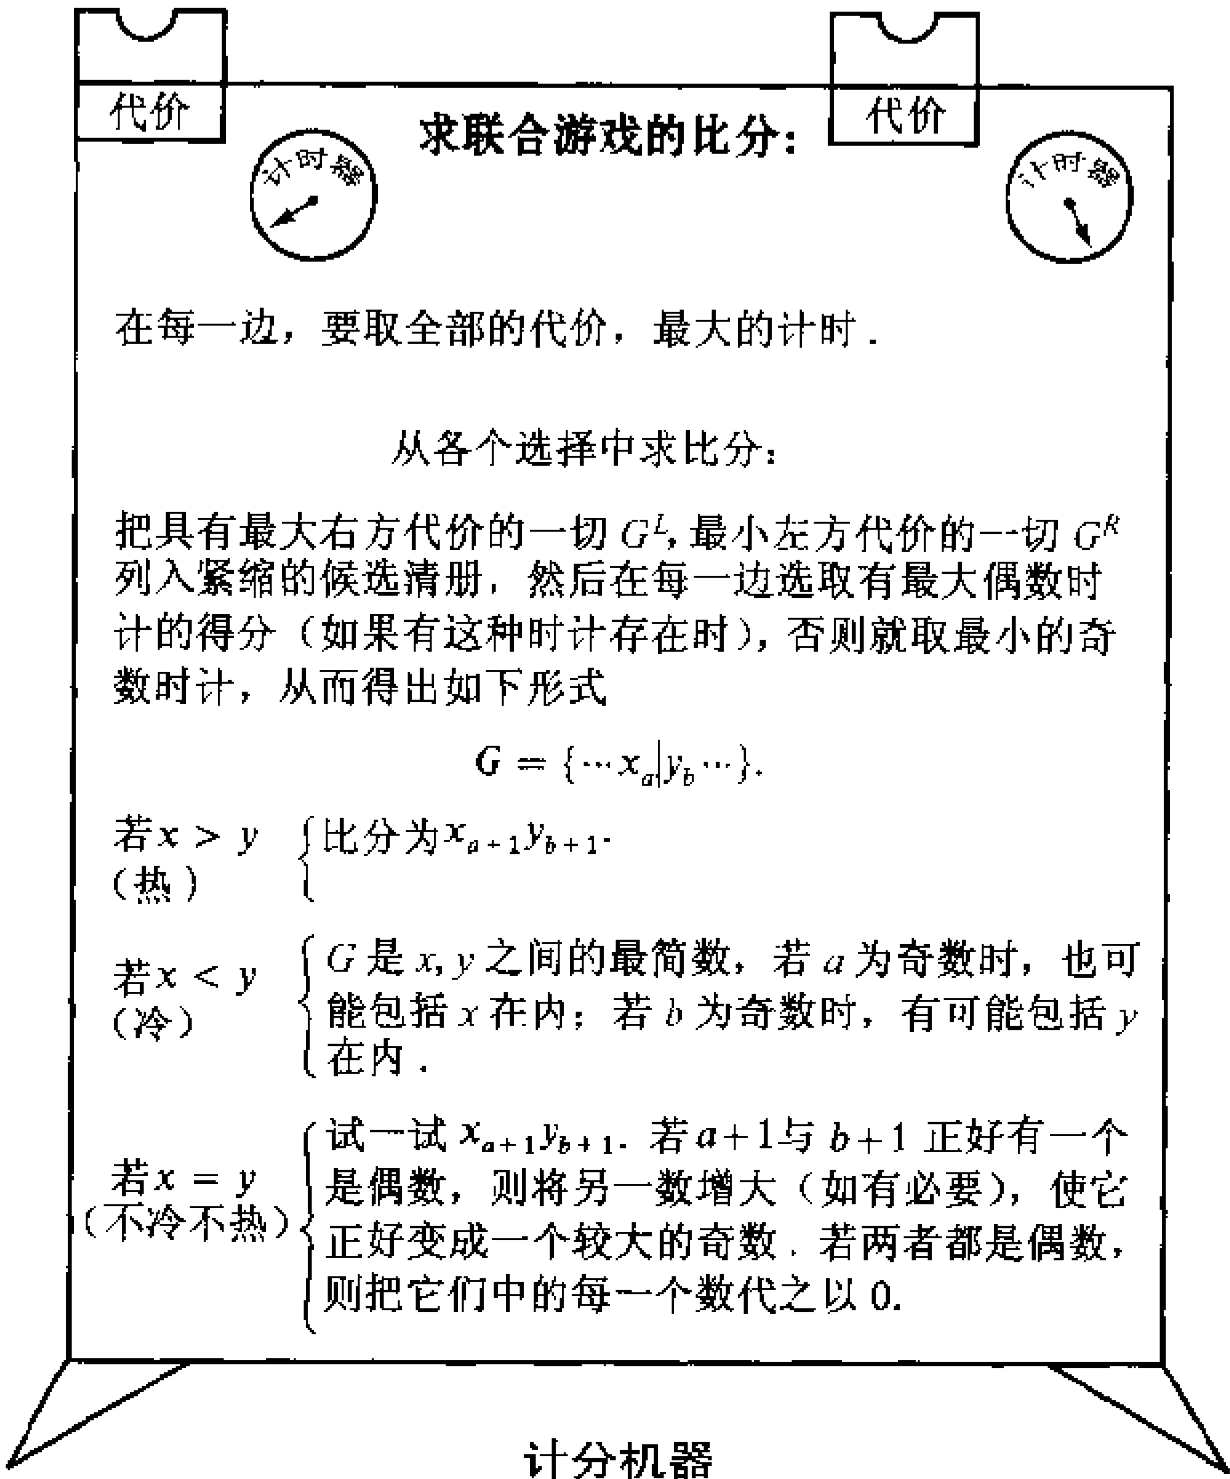 代价
代价
求联合游戏的比分：
计时器
计时器
在每一边，要取全部的代价，最大的计时．
从各个选择中求比分：
把具有最大右方代价的一切 G^L, 最小左方代价的一切 G^R
列入紧缩的候选清册，然后在每一边选取有最大偶数时
计的得分（如果有这种时计存在时），否则就取最小的奇
数时计，从而得出如下形式
G = {⋯x_a|y_b⋯}.
若x > y
（热）
比分为x_{a+1}y_{b+1}.
若x < y
（冷）
G 是 x, y 之间的最简数，若 a 为奇数时，也可
能包括 x 在内；若 b 为奇数时，有可能包括 y
在内．
若x = y
（不冷不热）
试一试 x_{a+1}y_{b+1}. 若 a+1与 b+1 正好有一个
是偶数，则将另一数增大（如有必要），使它
正好变成一个较大的奇数．若两者都是偶数，
则把它们中的每一个数代之以 0.
计分机器